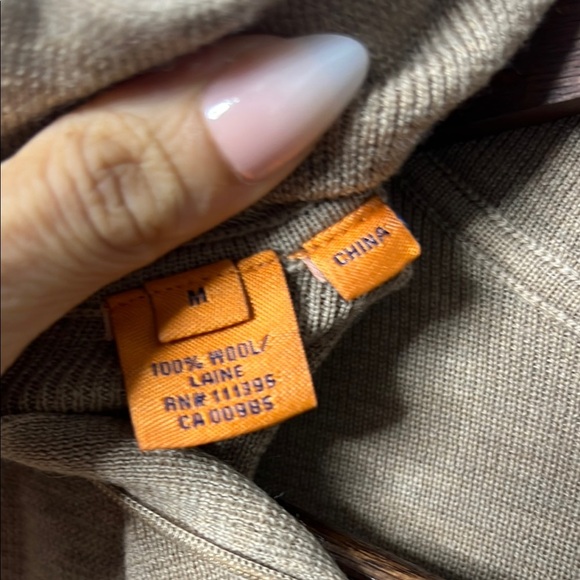 M
100% WOOL/
LAINE
RN# 111395
CA 00985
CHINA